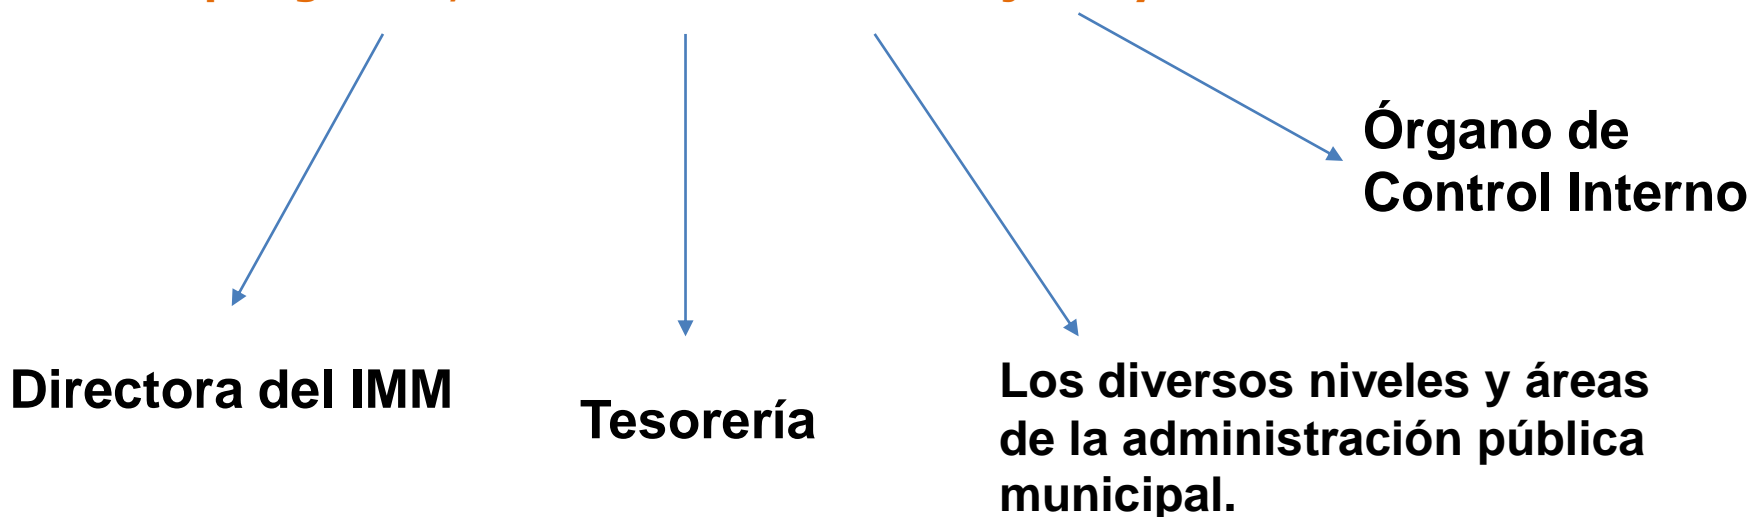 Órgano de
Control Interno
Directora del IMM
Tesorería
Los diversos niveles y áreas
de la administración pública
municipal.